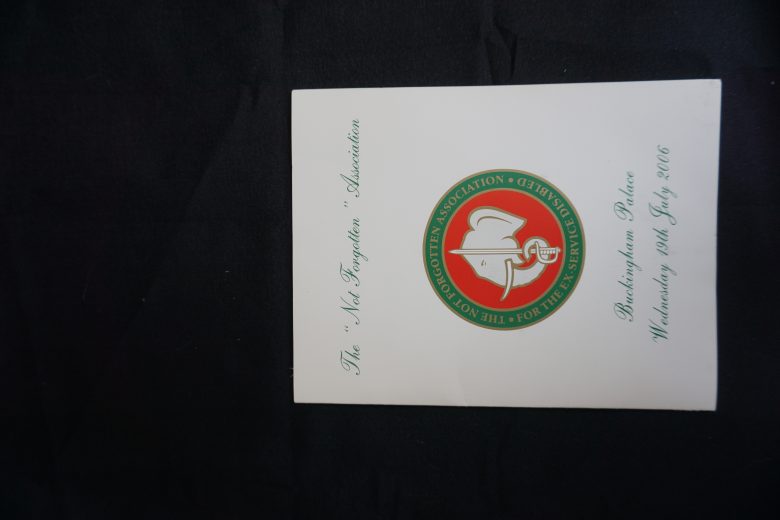 The "Not Forgotten" Association
THE NOT FORGOTTEN ASSOCIATION •
FOR THE EX-SERVICE DISABLED •
Buckingham Palace
Wednesday 19th July 2006